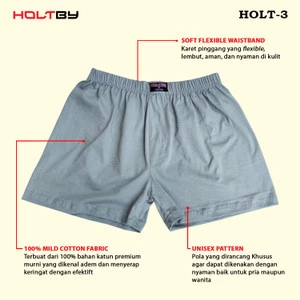 HOLTBY
HOLT-3
SOFT FLEXIBLE WAISTBAND
Karet pinggang yang flexible,
lembut, aman, dan nyaman di kulit
100% MILD COTTON FABRIC
Terbuat dari 100% bahan katun premium
murni yang dikenal adem dan menyerap
keringat dengan efektift
UNISEX PATTERN
Pola yang dirancang Khusus
agar dapat dikenakan dengan
nyaman baik untuk pria maupun
wanita